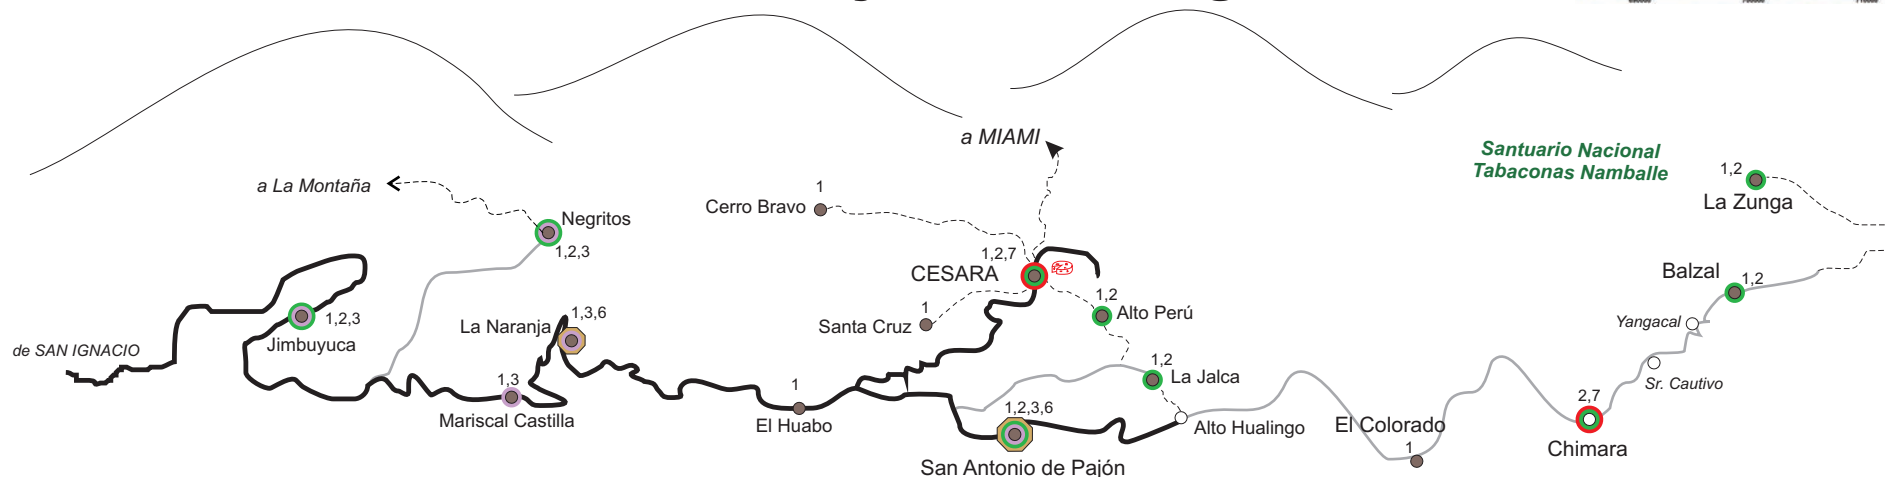 a MIAMI
Santuario Nacional
Tabaconas Namballe
1,2
La Zunga
a La Montaña
1
Cerro Bravo
Negritos
1,2,3
1,2,7
CESARA
Balzal
1,2
1,2
Alto Perú
1,2,3
Jimbuyuca
La Naranja
1,3,6
1
Santa Cruz
Yangacal
de SAN IGNACIO
1,2
La Jalca
Sr. Cautivo
1,3
Mariscal Castilla
1
El Huabo
1,2,3,6
San Antonio de Pajón
Alto Hualingo
El Colorado
1
2,7
Chimara